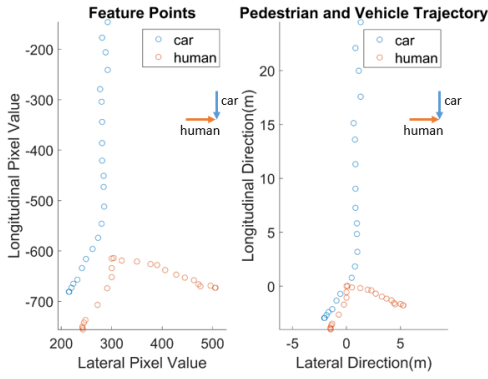 Feature Points
car
human
car
human
-200
-300
-400
-500
-600
-700
200
300
400
500
Longitudinal Pixel Value
Lateral Pixel Value
Pedestrian and Vehicle Trajectory
car
human
car
human
20
15
10
5
0
-5
0
5
Longitudinal Direction(m)
Lateral Direction(m)